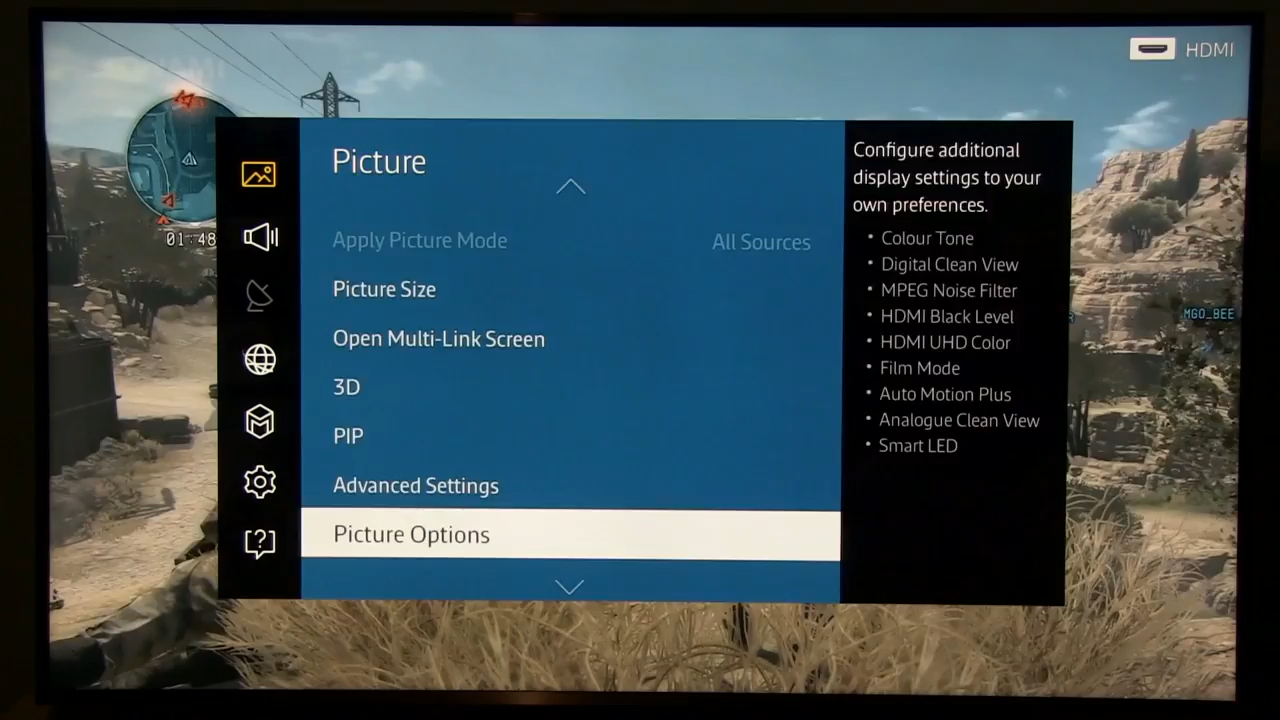 HDMI
Picture
Apply Picture Mode All Sources
Picture Size
Open Multi-Link Screen
3D
PIP
Advanced Settings
Picture Options
Configure additional
display settings to your
own preferences.
• Colour Tone
• Digital Clean View
• MPEG Noise Filter
• HDMI Black Level
• HDMI UHD Color
• Film Mode
• Auto Motion Plus
• Analogue Clean View
• Smart LED
01:48
MGO_BEE